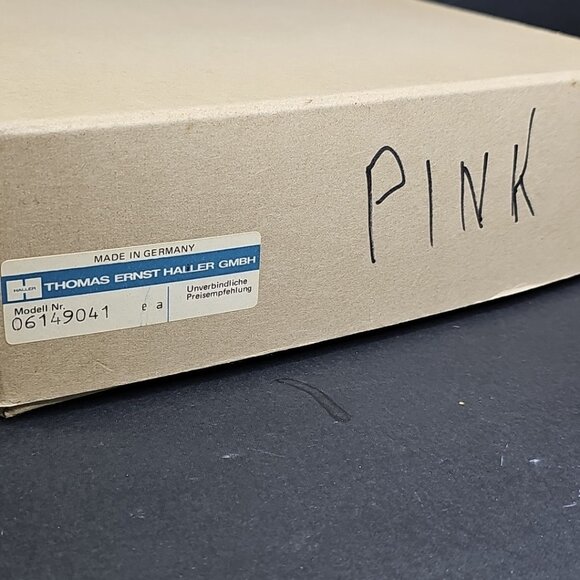 MADE IN GERMANY
HALLER THOMAS ERNST HALLER GMBH
Modell Nr.
06149041
a
Unverbindliche
Preisempfehlung
PINK